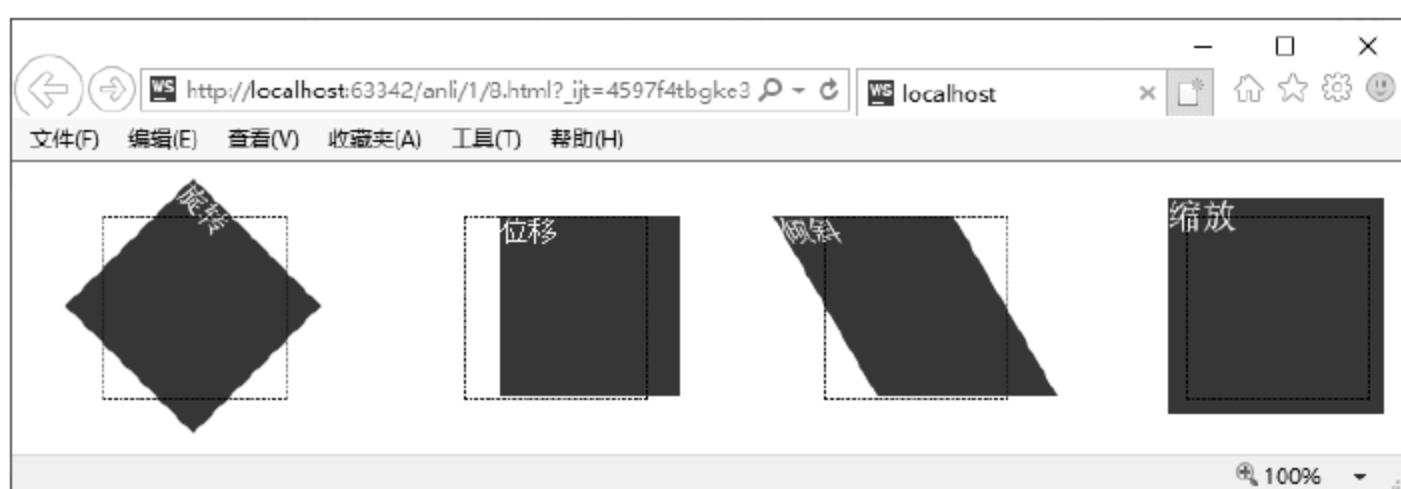 http://localhost:63342/anli/1/8.html?_ijt=4597f4tbgke3
localhost
文件(F) 编辑(E) 查看(V) 收藏夹(A) 工具(T) 帮助(H)
旋转
位移
倾斜
缩放
100%